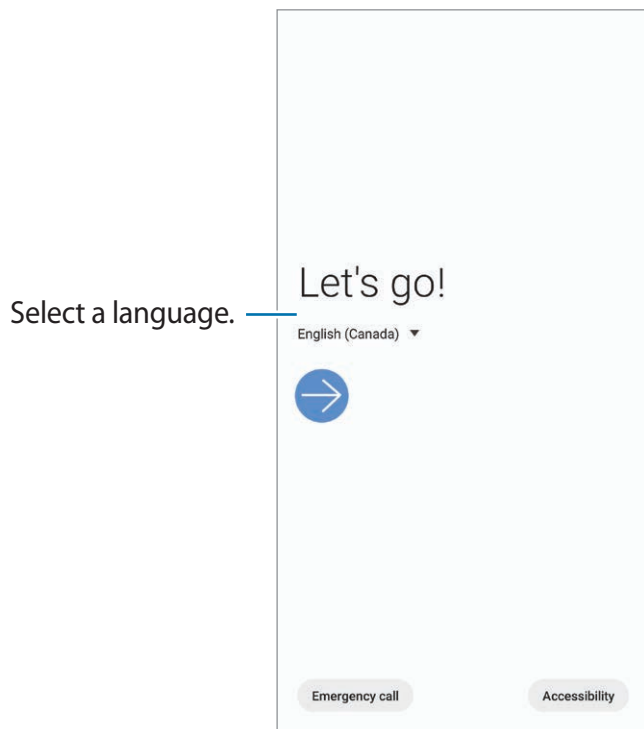 Let's go!
Select a language.
English (Canada)
Emergency call
Accessibility